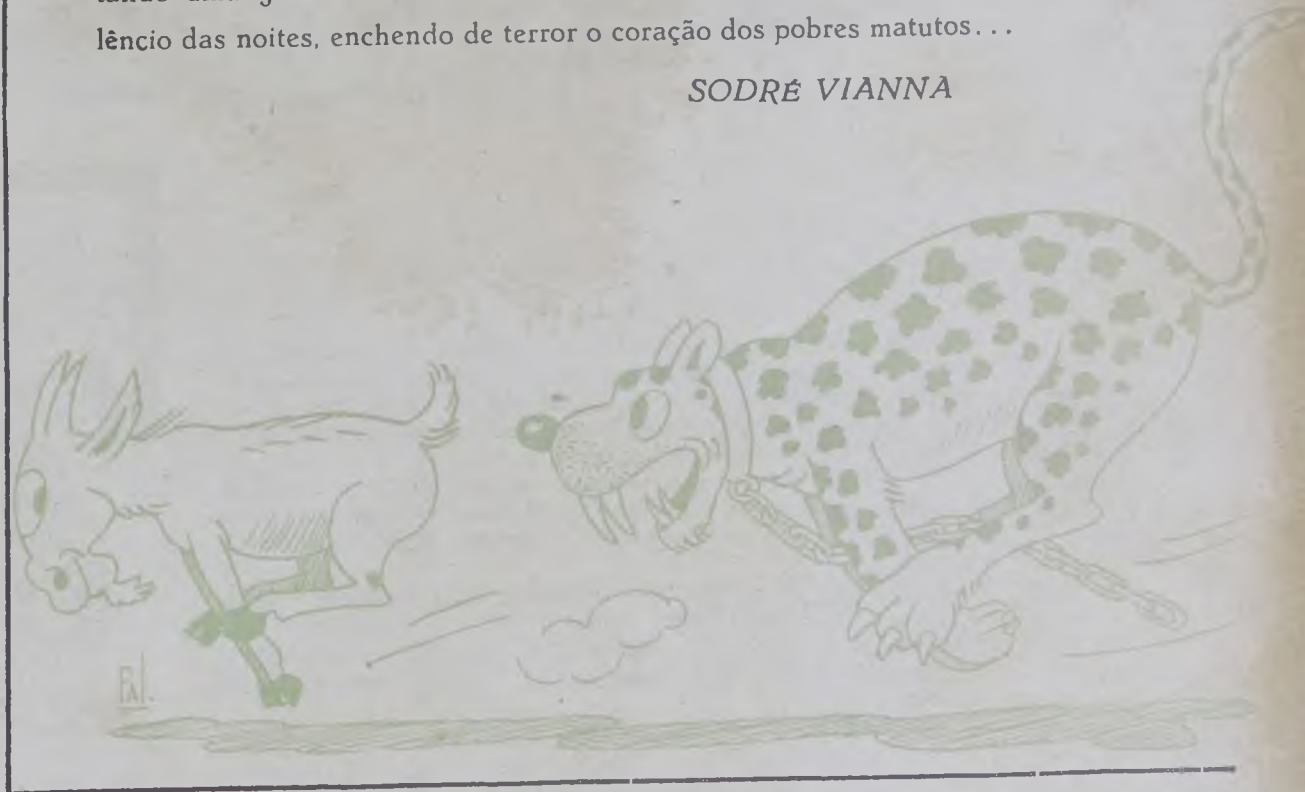 lêncio das noites, enchendo de terror o coração dos pobres matutos...
SODRÉ VIANNA